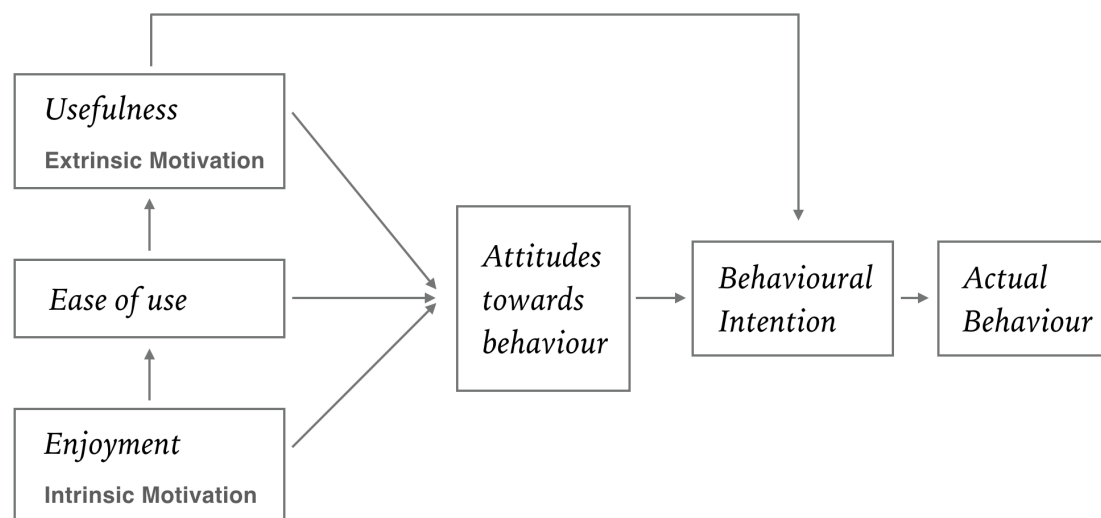 Usefulness
Extrinsic Motivation
Ease of use
Enjoyment
Intrinsic Motivation
Attitudes
towards
behaviour
Behavioural
Intention
Actual
Behaviour